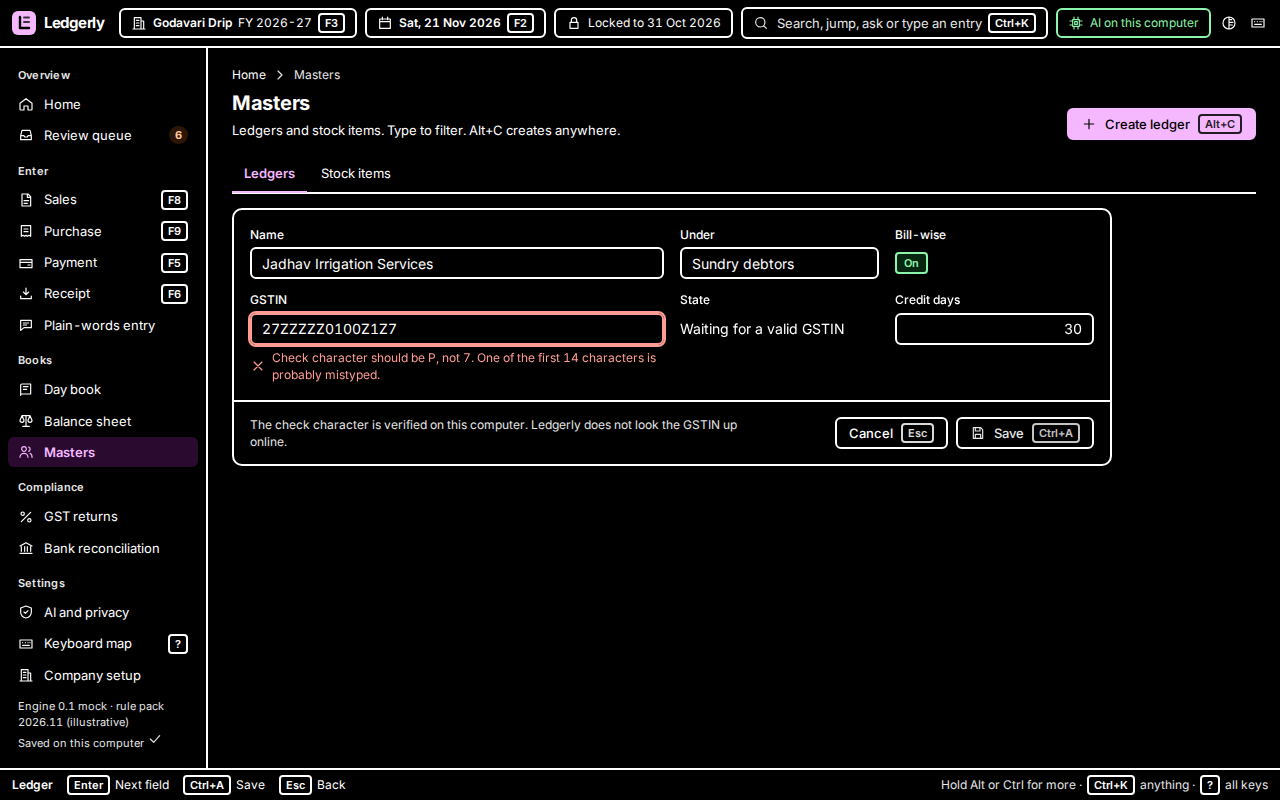 Ledgerly
Godavari Drip FY 2026-27 F3
Sat, 21 Nov 2026 F2
Locked to 31 Oct 2026
Search, jump, ask or type an entry Ctrl+K
AI on this computer
Overview
Home
Review queue 6
Enter
Sales F8
Purchase F9
Payment F5
Receipt F6
Plain-words entry
Books
Day book
Balance sheet
Masters
Compliance
GST returns
Bank reconciliation
Settings
AI and privacy
Keyboard map ?
Company setup
Engine 0.1 mock · rule pack
2026.11 (illustrative)
Saved on this computer
Home Masters
Masters
Ledgers and stock items. Type to filter. Alt+C creates anywhere.
Create ledger Alt+C
Ledgers Stock items
Name Under Bill-wise
Jadhav Irrigation Services Sundry debtors On
GSTIN State Credit days
27ZZZZZ0100Z1Z7 Waiting for a valid GSTIN 30
Check character should be P, not 7. One of the first 14 characters is
probably mistyped.
The check character is verified on this computer. Ledgerly does not look the GSTIN up
online.
Cancel Esc Save Ctrl+A
Ledger Enter Next field Ctrl+A Save Esc Back
Hold Alt or Ctrl for more · Ctrl+K anything · ? all keys